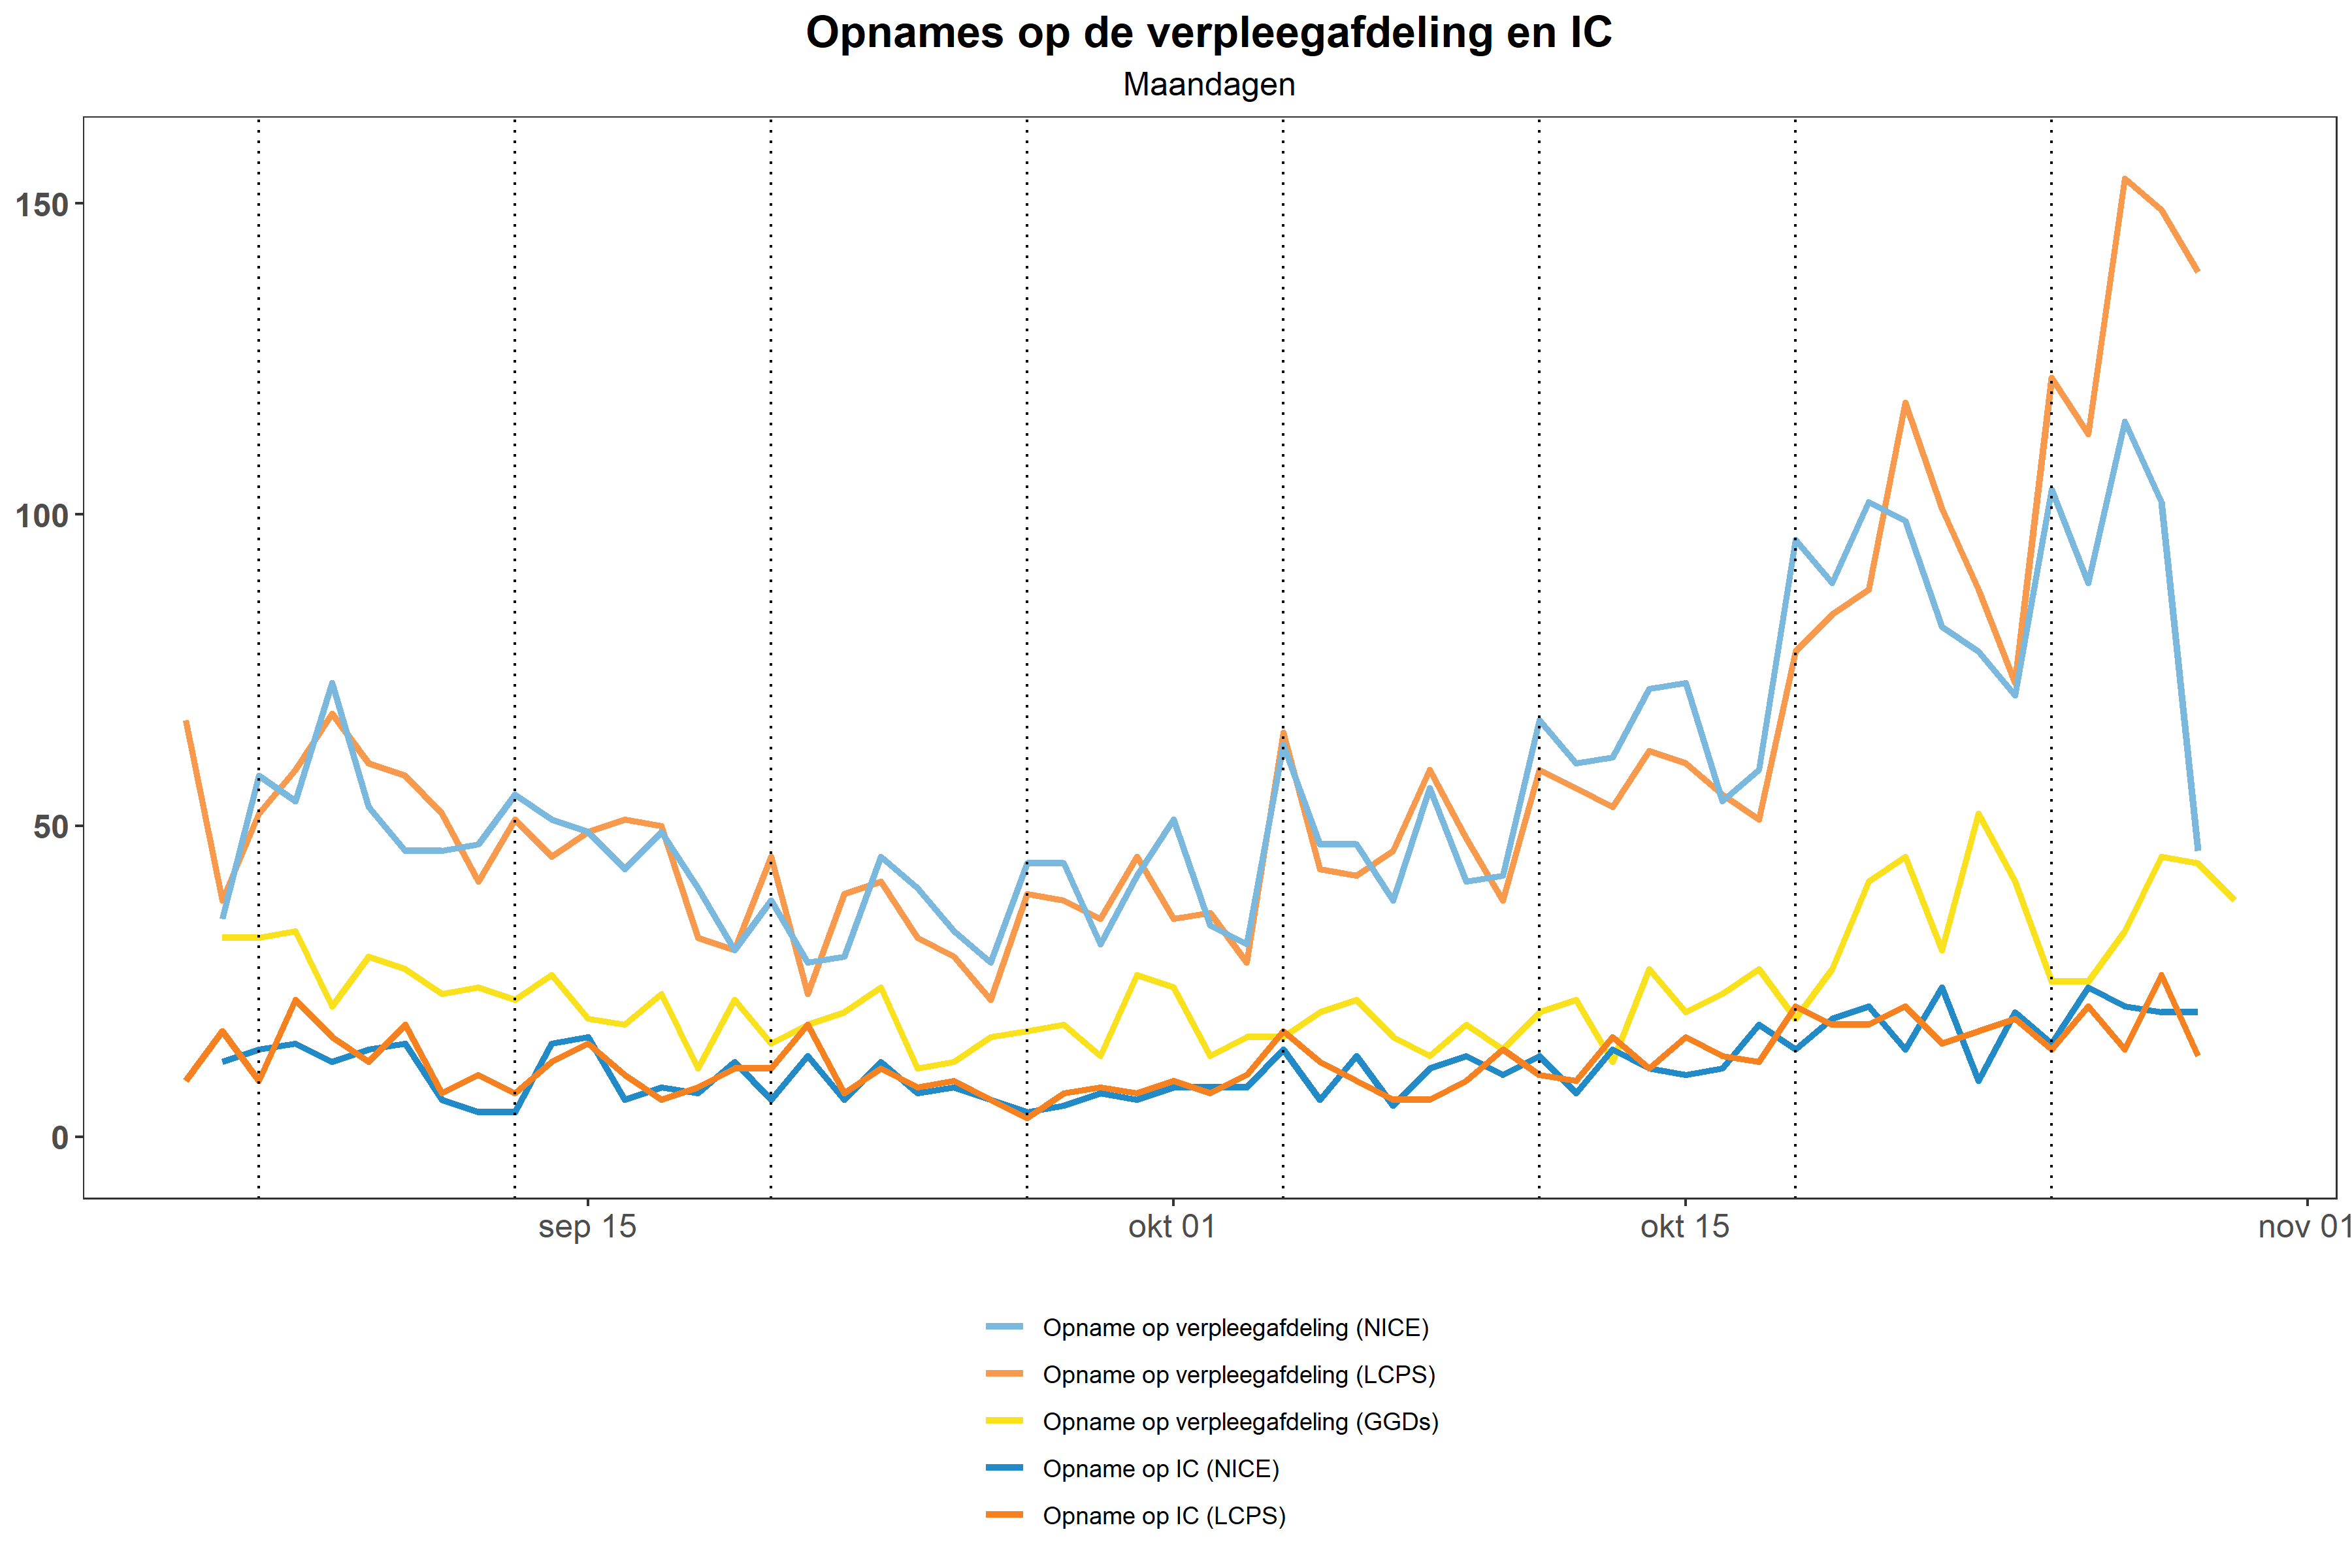 Opnames op de verpleegafdeling en IC
Maandagen
150
100
50
0
sep 15
okt 01
okt 15
nov 01
Opname op verpleegafdeling (NICE)
Opname op verpleegafdeling (LCPS)
Opname op verpleegafdeling (GGDs)
Opname op IC (NICE)
Opname op IC (LCPS)